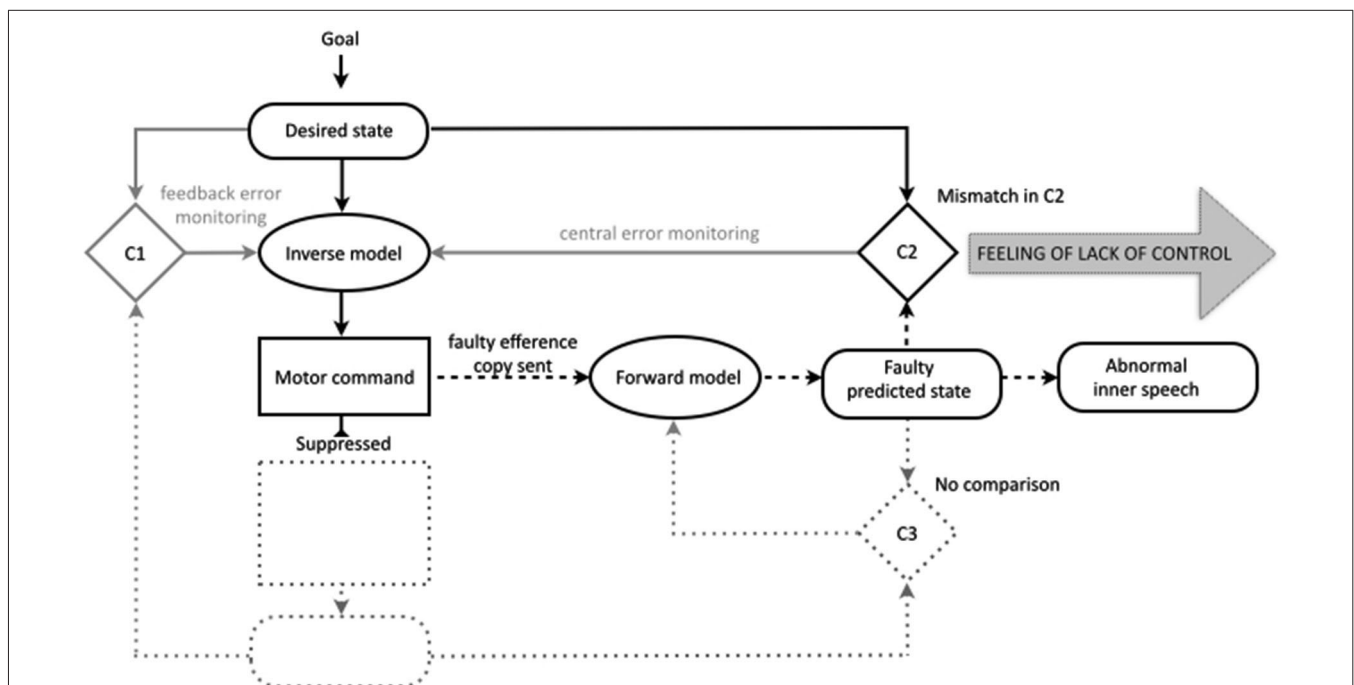 Goal
Desired state
feedback error
monitoring
Mismatch in C2
C1
Inverse model
central error monitoring
C2
FEELING OF LACK OF CONTROL
Motor command
faulty efference
copy sent
Forward model
Faulty
predicted state
Abnormal
inner speech
Suppressed
No comparison
C3